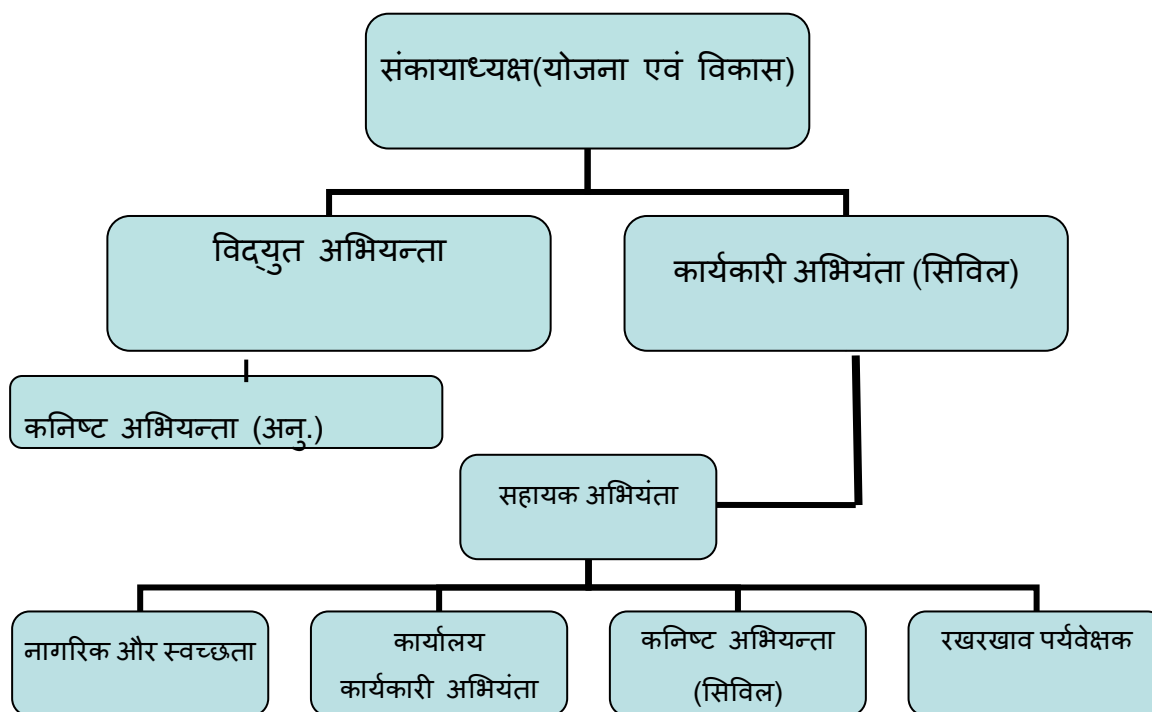 संकायाध्यक्ष(योजना एवं विकास)
विद्युत अभियन्ता
कार्यकारी अभियंता (सिविल)
कनिष्ट अभियन्ता (अनु.)
सहायक अभियंता
नागरिक और स्वच्छता
कार्यालय
कार्यकारी अभियंता
कनिष्ट अभियन्ता
(सिविल)
रखरखाव पर्यवेक्षक